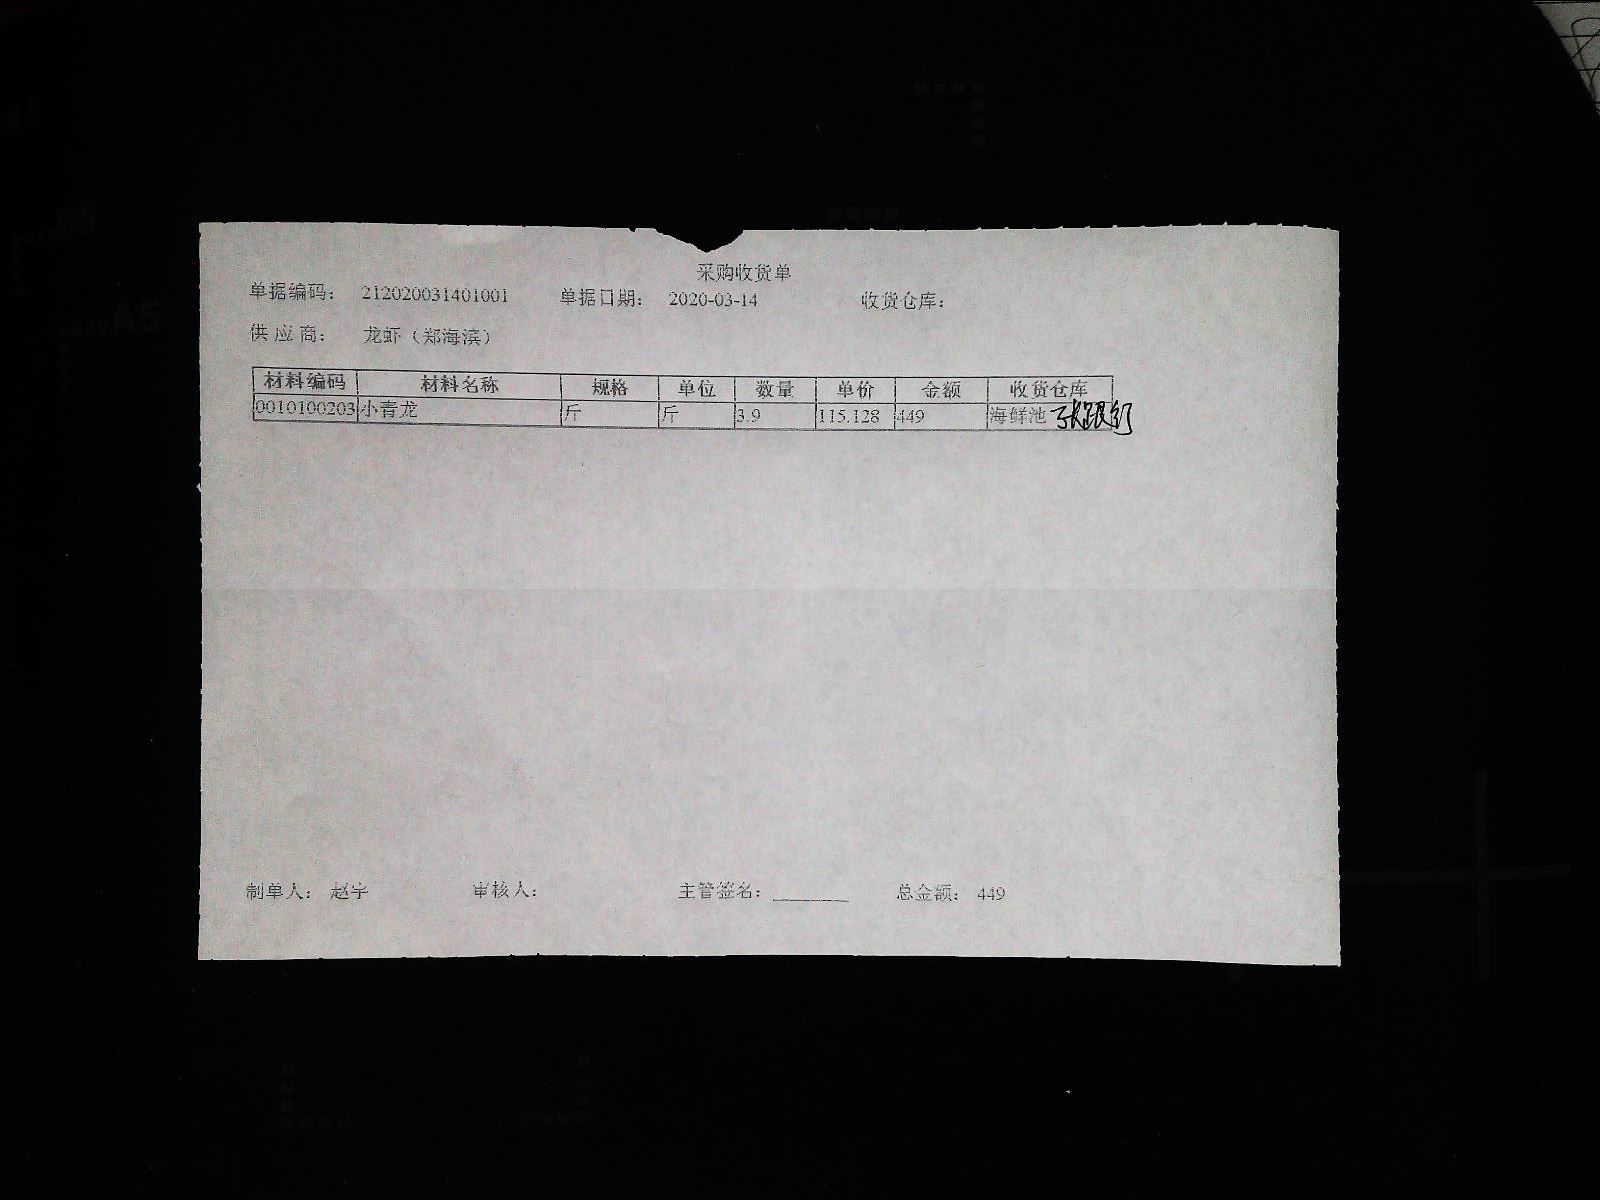 采购收货单
单据编码： 212020031401001 单据日期： 2020-03-14 收货仓库：
供 应 商： 龙虾（郑海滨）
材料编码 材料名称 规格 单位 数量 单价 金额 收货仓库
0010100203 小青龙 斤 斤 3.9 115.128 449 海鲜池
制单人： 赵宇 审核人： 主管签名： 总金额： 449